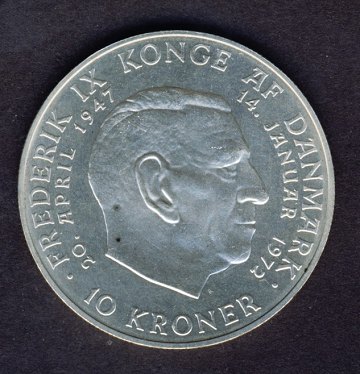 · FREDERIK IX KONGE AF DANMARK ·
20. APRIL 1947
14. JANUAR 1972
10 KRONER